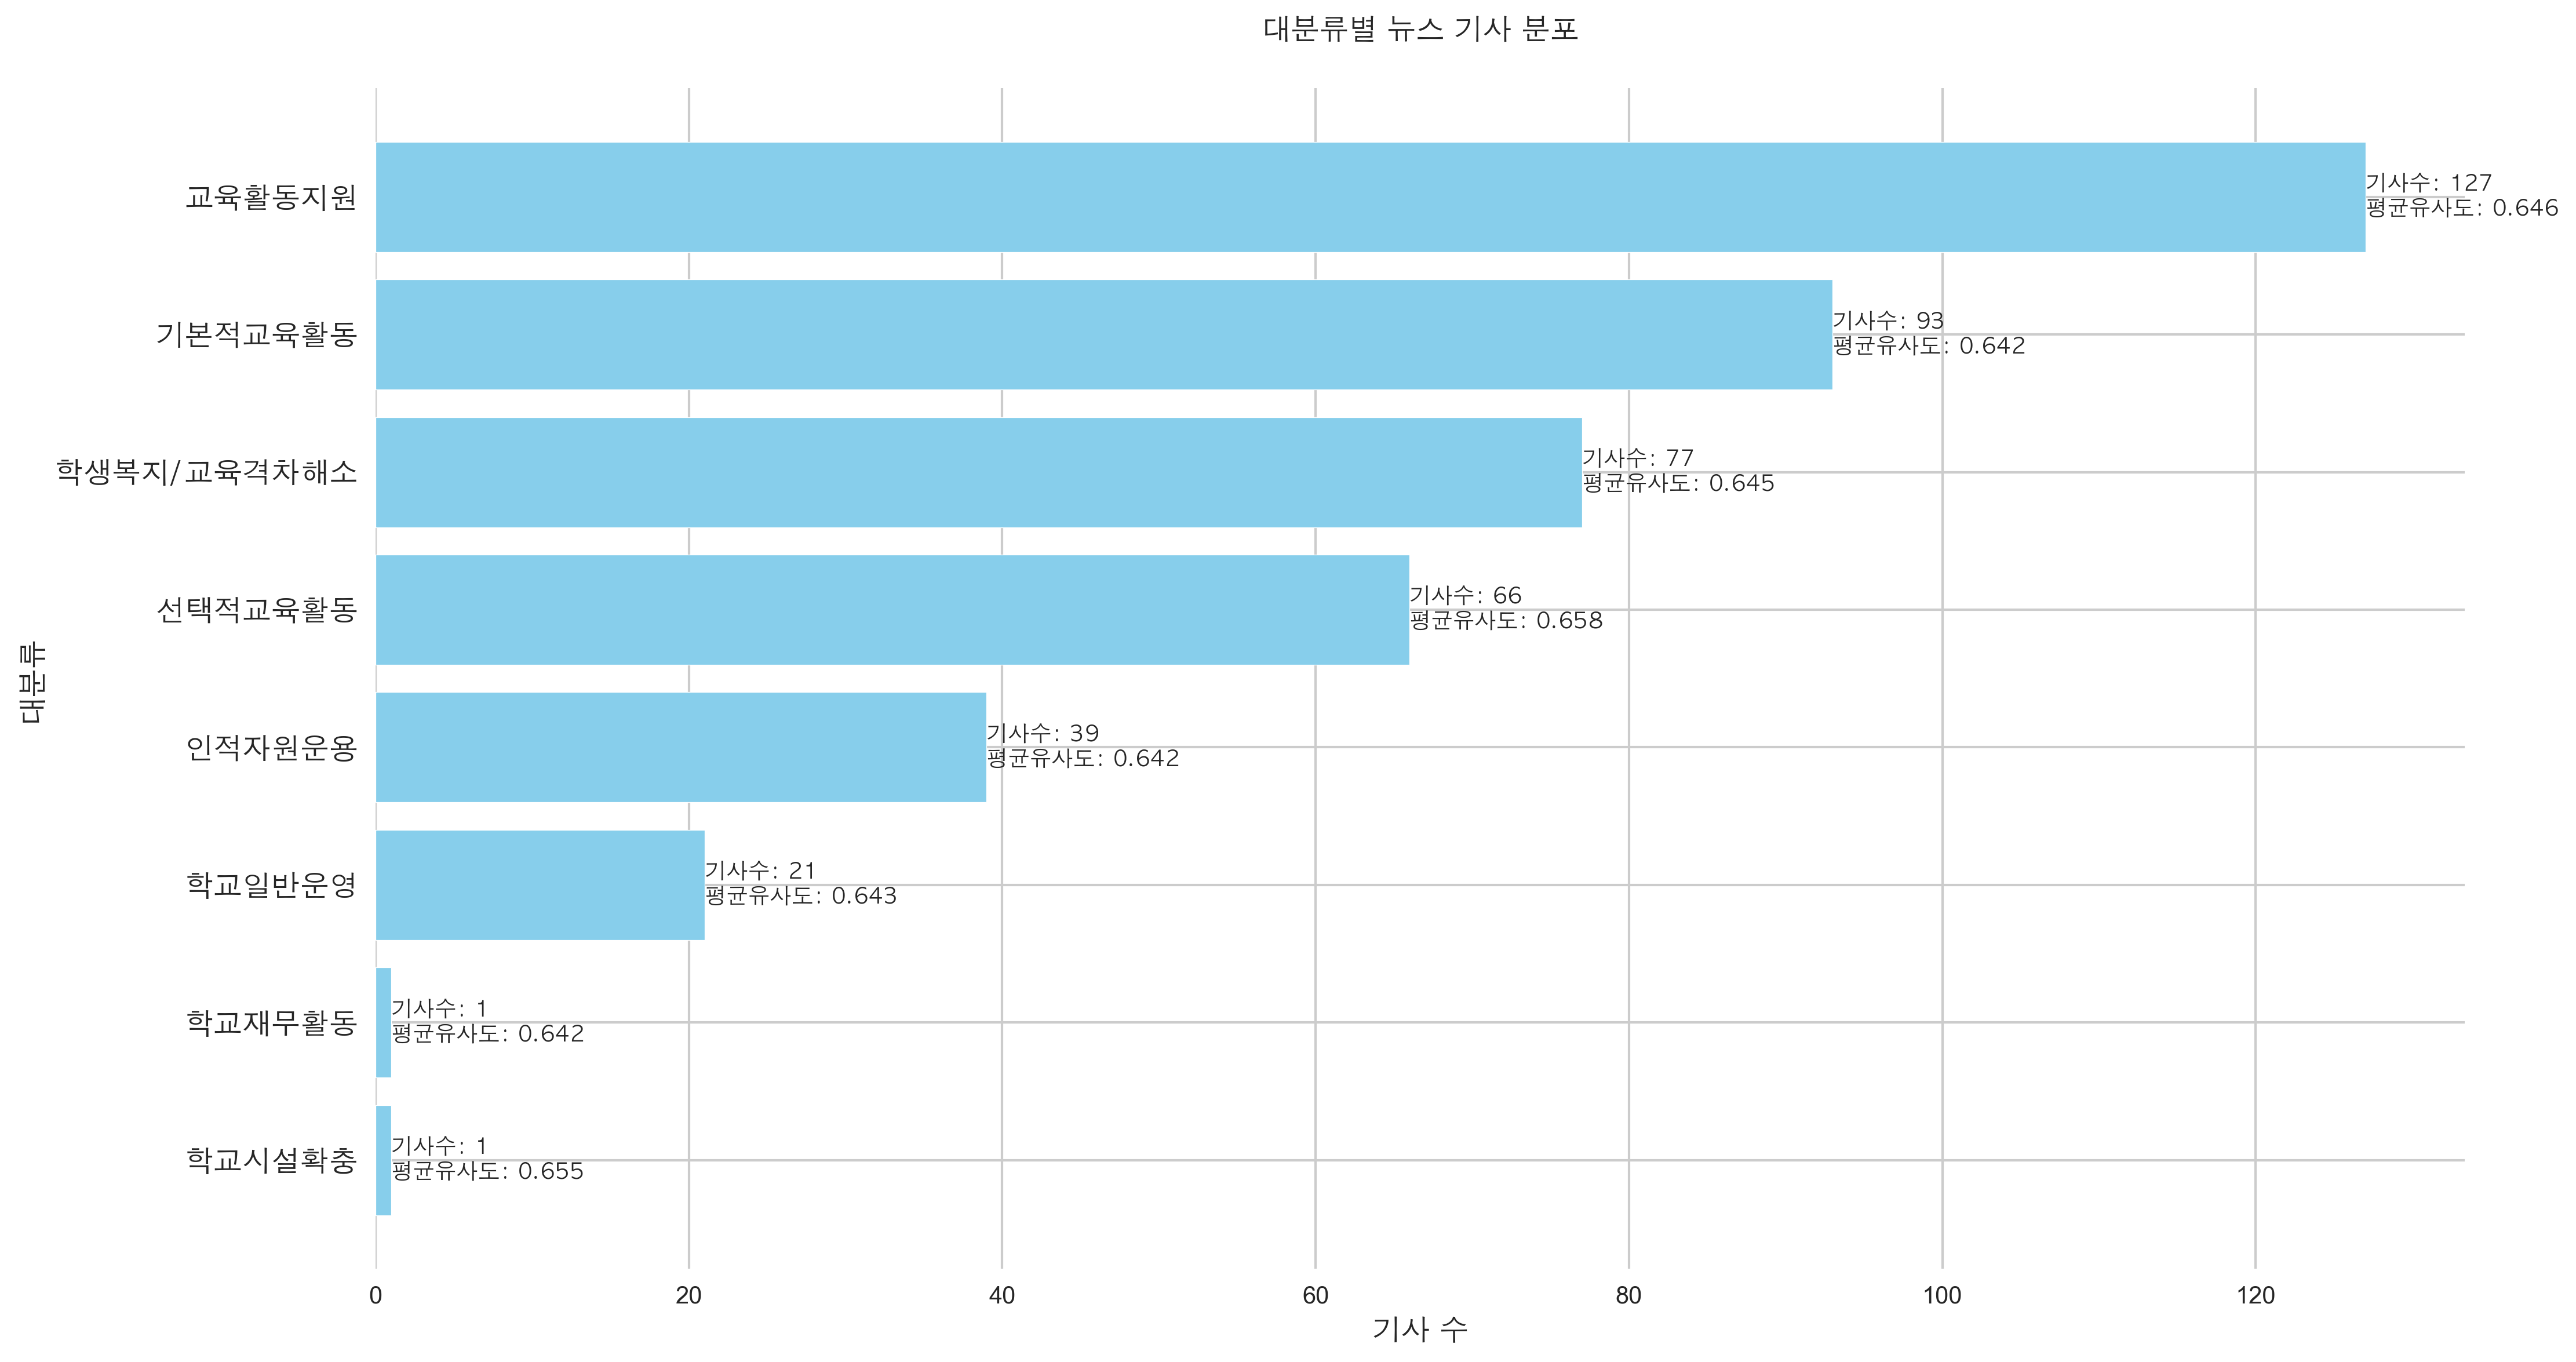 대분류별 뉴스 기사 분포
교육활동지원
기사수: 127
평균유사도: 0.646
기본적교육활동
기사수: 93
평균유사도: 0.642
학생복지/교육격차해소
기사수: 77
평균유사도: 0.645
선택적교육활동
기사수: 66
평균유사도: 0.658
대분류
인적자원운용
기사수: 39
평균유사도: 0.642
학교일반운영
기사수: 21
평균유사도: 0.643
학교재무활동
기사수: 1
평균유사도: 0.642
학교시설확충
기사수: 1
평균유사도: 0.655
0 20 40 60 80 100 120
기사 수